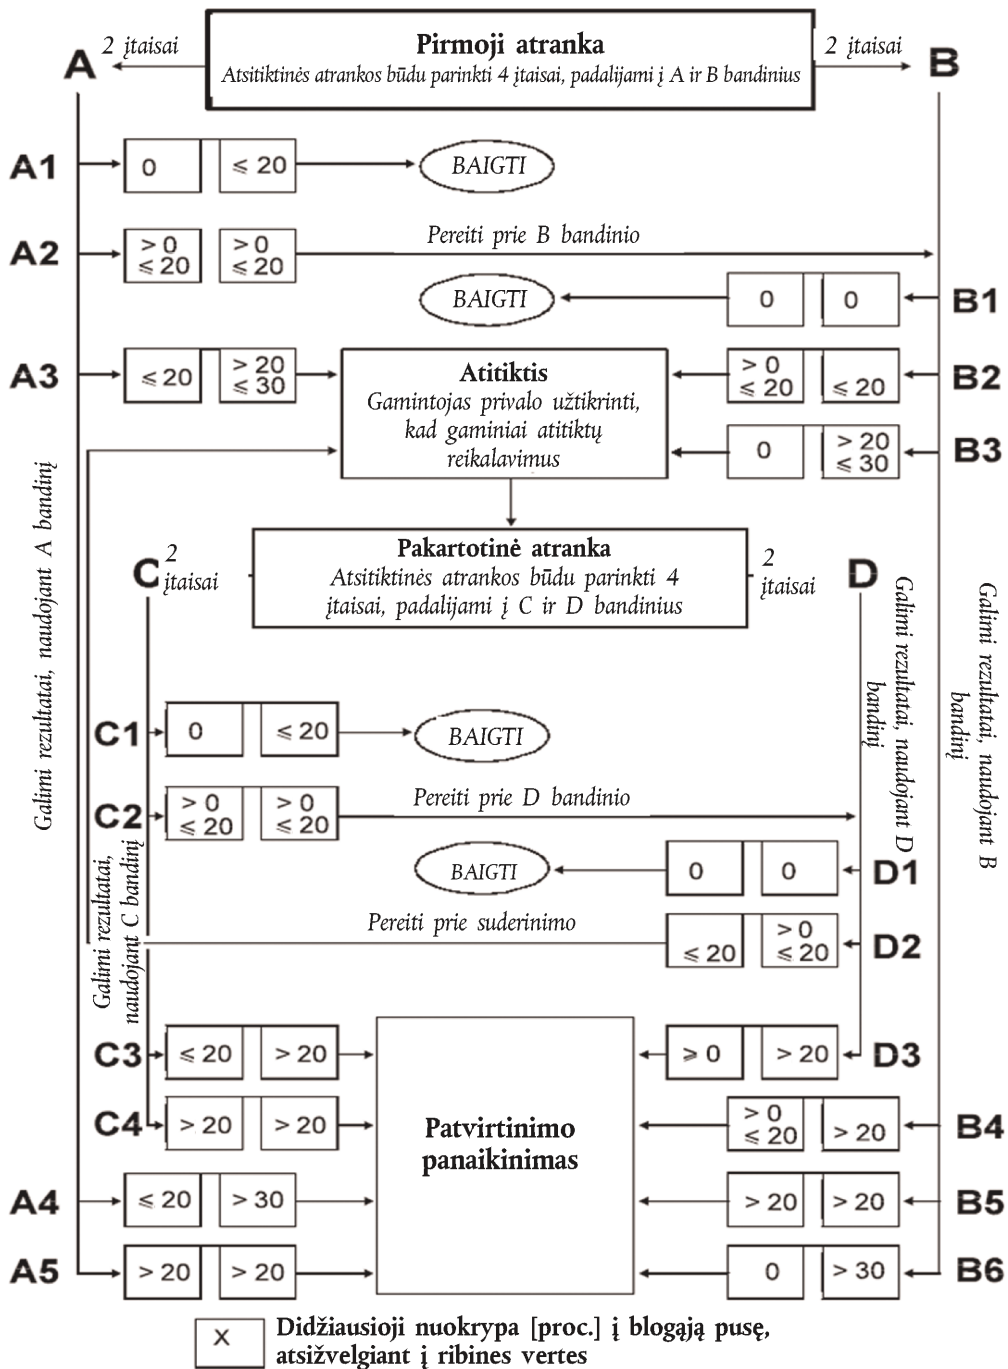 Pirmoji atranka
Atsitiktinės atrankos būdu parinkti 4 įtaisai, padalijami į A ir B bandinius
A
2 įtaisai
2 įtaisai
B
A1
0
≤ 20
BAIGTI
A2
> 0
≤ 20
> 0
≤ 20
Pereiti prie B bandinio
BAIGTI
0
0
B1
A3
≤ 20
> 20
≤ 30
Atitiktis
Gamintojas privalo užtikrinti,
kad gaminiai atitiktų
reikalavimus
> 0
≤ 20
≤ 20
B2
0
> 20
≤ 30
B3
Galimi rezultatai, naudojant A bandinį
C
2
įtaisai
Pakartotinė atranka
Atsitiktinės atrankos būdu parinkti 4
įtaisai, padalijami į C ir D bandinius
2
įtaisai
D
Galimi rezultatai, naudojant D
bandinį
Galimi rezultatai, naudojant B
bandinį
C1
0
≤ 20
BAIGTI
C2
> 0
≤ 20
> 0
≤ 20
Pereiti prie D bandinio
BAIGTI
0
0
D1
Galimi rezultatai,
naudojant C bandinį
Pereiti prie suderinimo
≤ 20
> 0
≤ 20
D2
C3
≤ 20
> 20
≥ 0
> 20
D3
C4
> 20
> 20
Patvirtinimo
panaikinimas
> 0
≤ 20
> 20
B4
A4
≤ 20
> 30
> 20
> 20
B5
A5
> 20
> 20
0
> 30
B6
X
Didžiausioji nuokrypa [proc.] į blogąją pusę,
atsižvelgiant į ribines vertes